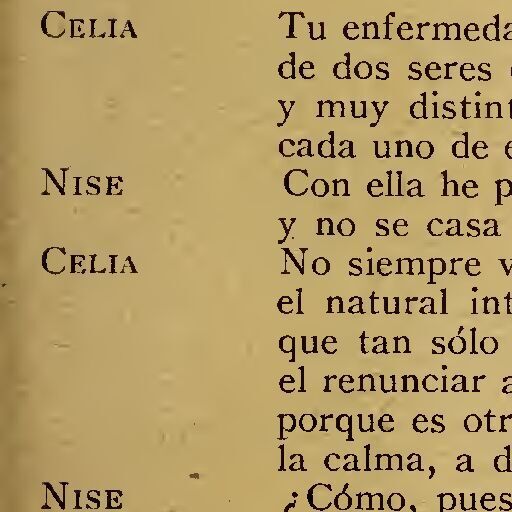 CELIA Tu enfermeda
de dos seres
y muy distint
cada uno de e
NISE Con ella he p
y no se casa
CELIA No siempre v
el natural int
que tan sólo
el renunciar a
porque es otr
la calma, a d
NISE ¿Cómo, pues